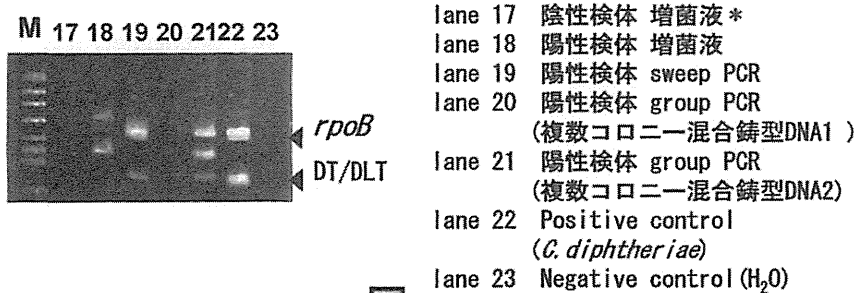 M 17 18 19 20 2122 23
rpoB
DT/DLT
lane 17 陰性検体 増菌液*
lane 18 陽性検体 増菌液
lane 19 陽性検体 sweep PCR
lane 20 陽性検体 group PCR
(複数コロニー混合鋳型DNA1 )
lane 21 陽性検体 group PCR
(複数コロニー混合鋳型DNA2)
lane 22 Positive control
(C. diphtheriae)
lane 23 Negative control(H₂O)